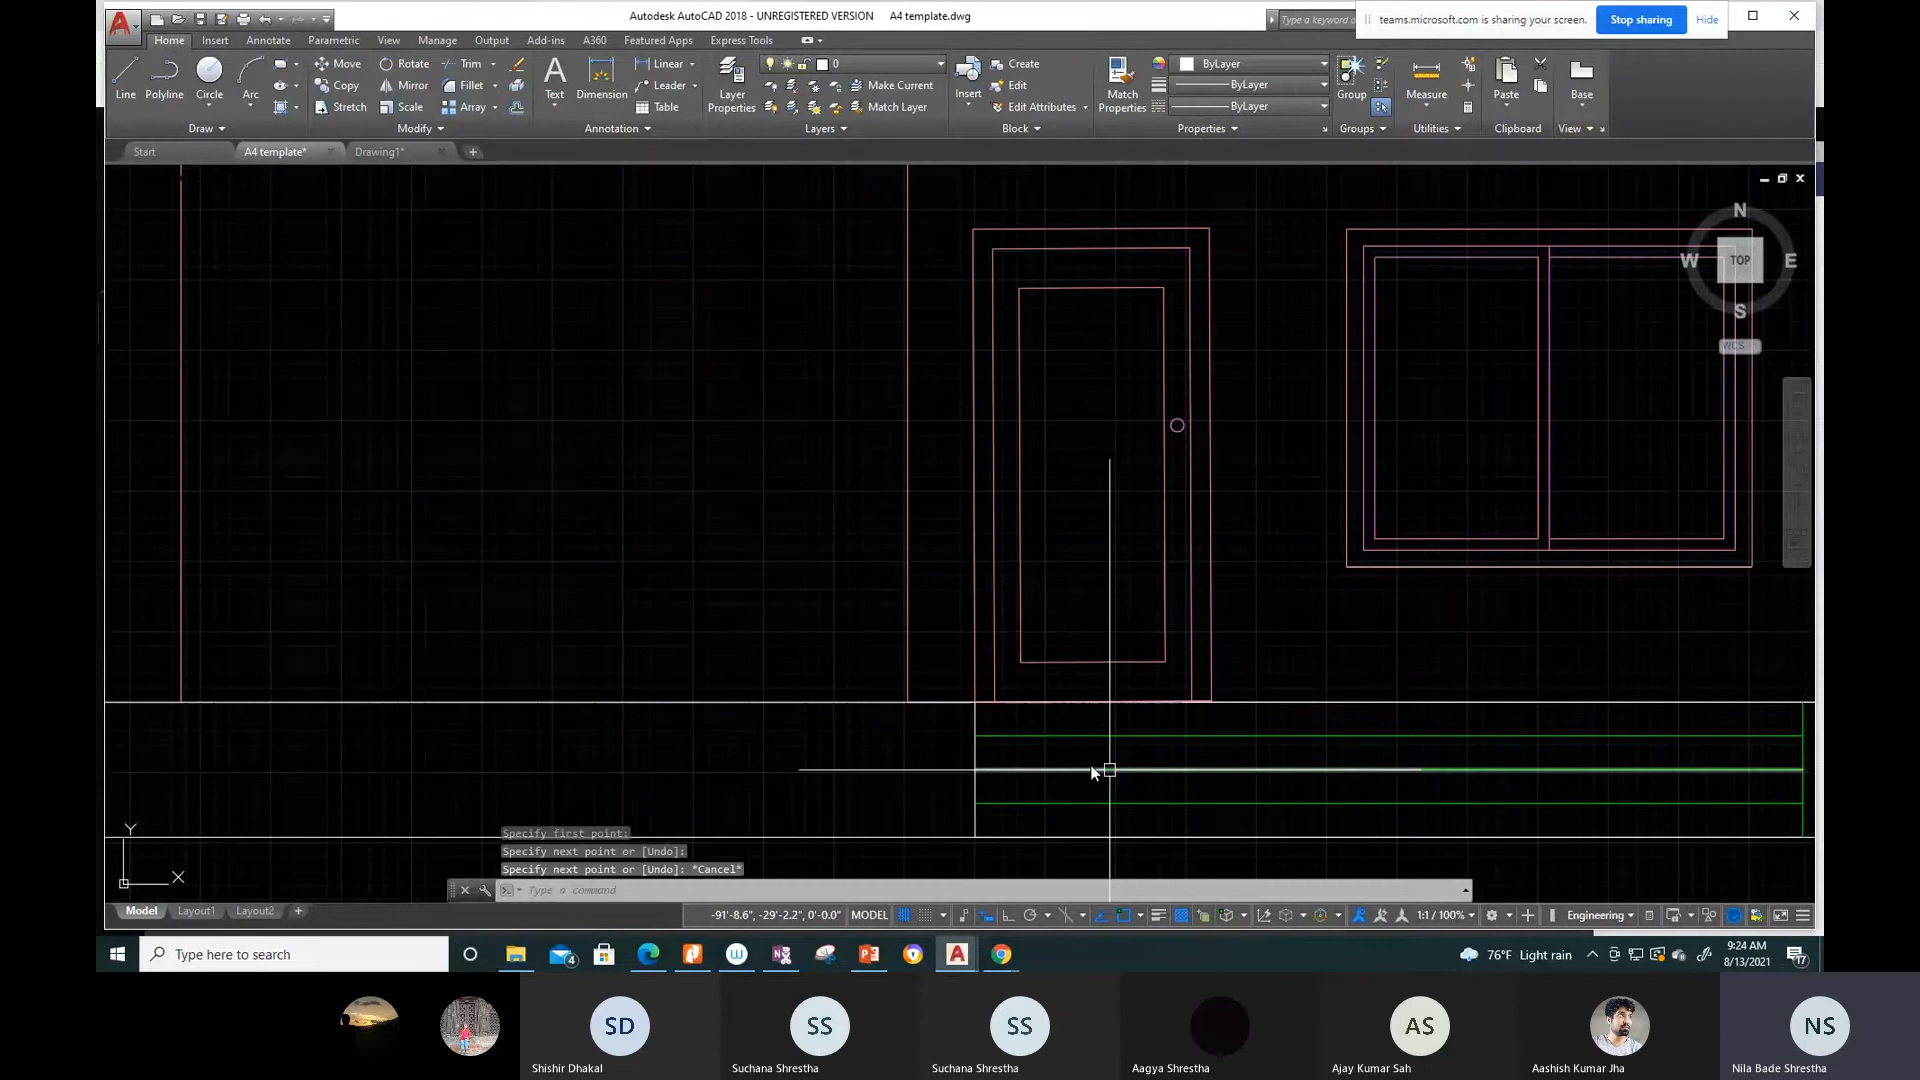 Autodesk AutoCAD 2018 - UNREGISTERED VERSION A4 template.dwg
Type a keyword o
teams.microsoft.com is sharing your screen.
Stop sharing
Hide
Home Insert Annotate Parametric View Manage Output Add-ins A360 Featured Apps Express Tools
Line Polyline Circle Arc
Move Rotate Trim
Copy Mirror Fillet
Stretch Scale Array
Text Dimension
Linear
Leader
Table
Layer Properties
0
Make Current
Match Layer
Insert
Create
Edit
Edit Attributes
Match Properties
ByLayer
ByLayer
ByLayer
Group
Measure
Paste
Base
Draw Modify Annotation Layers Block Properties Groups Utilities Clipboard View
Start A4 template* Drawing1*
N
W TOP E
S
WCS
Y
X
Specify first point:
Specify next point or [Undo]:
Specify next point or [Undo]: *Cancel*
Type a command
Model Layout1 Layout2 +
-91'-8.6", -29'-2.2", 0'-0.0" MODEL
1:1 / 100%
Engineering
Type here to search
4
76°F Light rain
9:24 AM
8/13/2021
17
SD SS SS AS NS
Shishir Dhakal Suchana Shrestha Suchana Shrestha Aagya Shrestha Ajay Kumar Sah Aashish Kumar Jha Nila Bade Shrestha